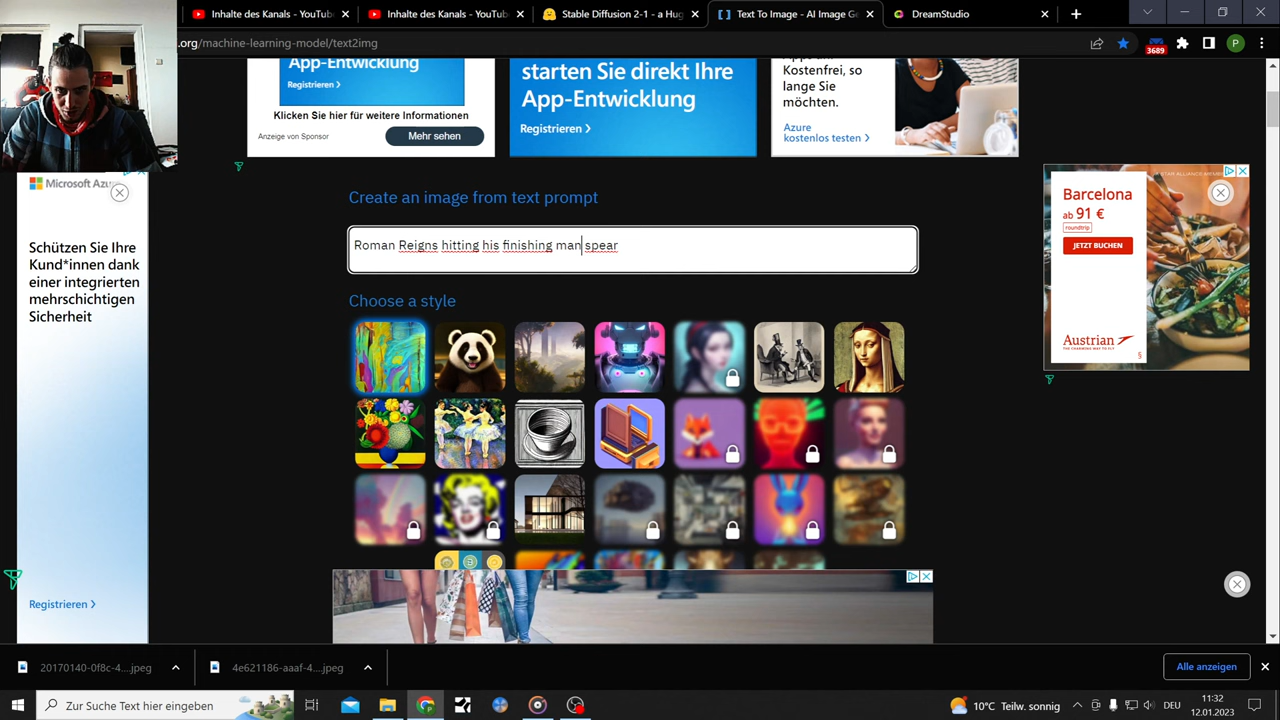 Inhalte des Kanals - YouTub
Inhalte des Kanals - YouTub
Stable Diffusion 2-1 - a Hug
Text To Image - AI Image Ge
DreamStudio
.org/machine-learning-model/text2img
3689
P
App-Entwicklung
Registrieren
Klicken Sie hier für weitere Informationen
Anzeige von Sponsor
Mehr sehen
starten Sie direkt Ihre
App-Entwicklung
Registrieren
Kostenfrei, so
lange Sie
möchten.
Azure
kostenlos testen
Microsoft Azu
Schützen Sie Ihre
Kund*innen dank
einer integrierten
mehrschichtigen
Sicherheit
Registrieren
Create an image from text prompt
Roman Reigns hitting his finishing man spear
Choose a style
Barcelona
ab 91 €
roundtrip
JETZT BUCHEN
Austrian
20170140-0f8c-4....jpeg
4e621186-aaaf-4....jpeg
Alle anzeigen
Zur Suche Text hier eingeben
10°C Teilw. sonnig
DEU
11:32
12.01.2023